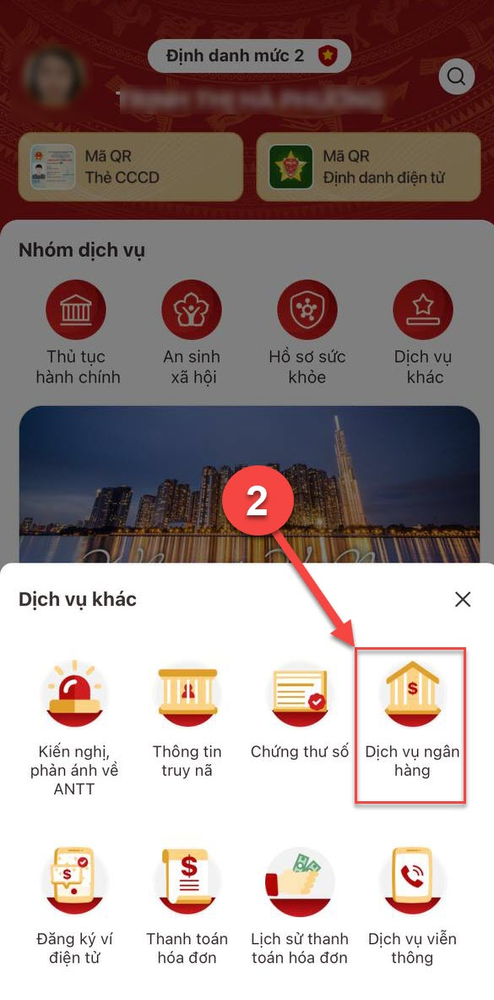 Định danh mức 2
Mã QR
Thẻ CCCD
Mã QR
Định danh điện tử
Nhóm dịch vụ
Thủ tục
hành chính
An sinh
xã hội
Hồ sơ sức
khỏe
Dịch vụ
khác
2
Dịch vụ khác
Kiến nghị,
phản ánh về
ANTT
Thông tin
truy nã
Chứng thư số
$
Dịch vụ ngân
hàng
$
Đăng ký ví
điện tử
$
Thanh toán
hóa đơn
Lịch sử thanh
toán hóa đơn
Dịch vụ viễn
thông